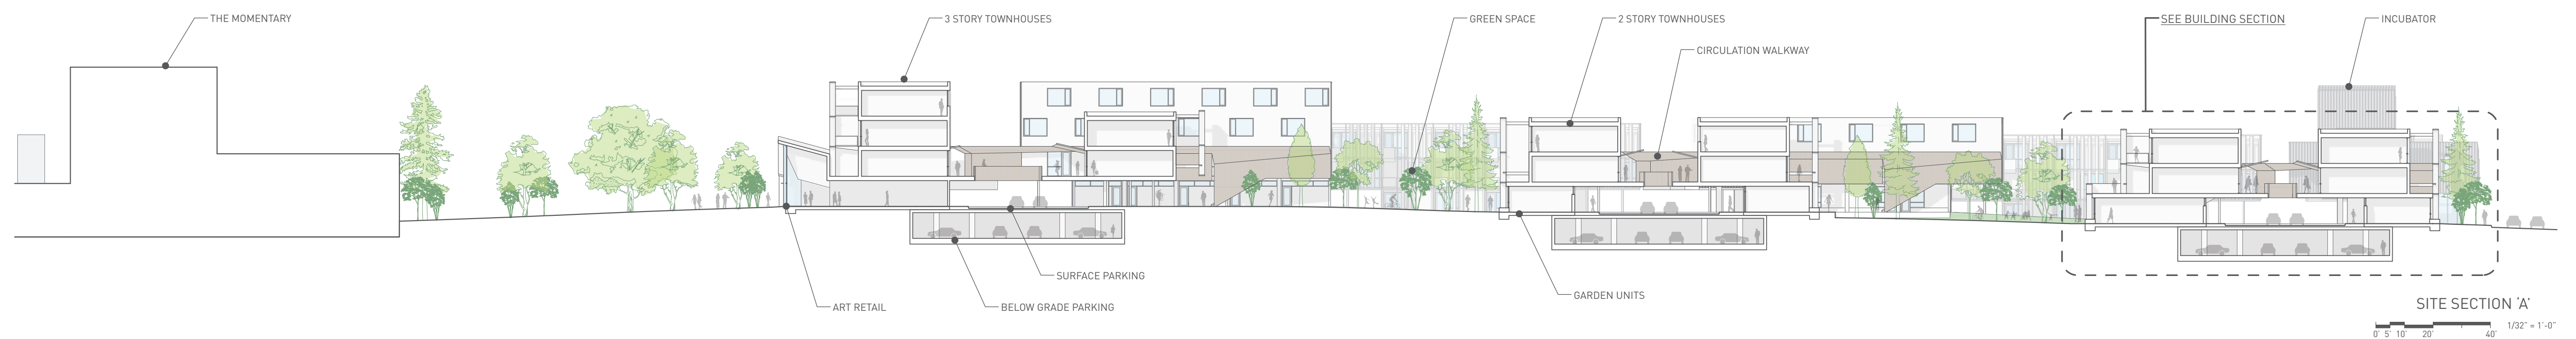 THE MOMENTARY
3 STORY TOWNHOUSES
GREEN SPACE
2 STORY TOWNHOUSES
CIRCULATION WALKWAY
SEE BUILDING SECTION
INCUBATOR
SURFACE PARKING
ART RETAIL
BELOW GRADE PARKING
GARDEN UNITS
SITE SECTION 'A'
0' 5' 10' 20' 40' 1/32" = 1'-0"